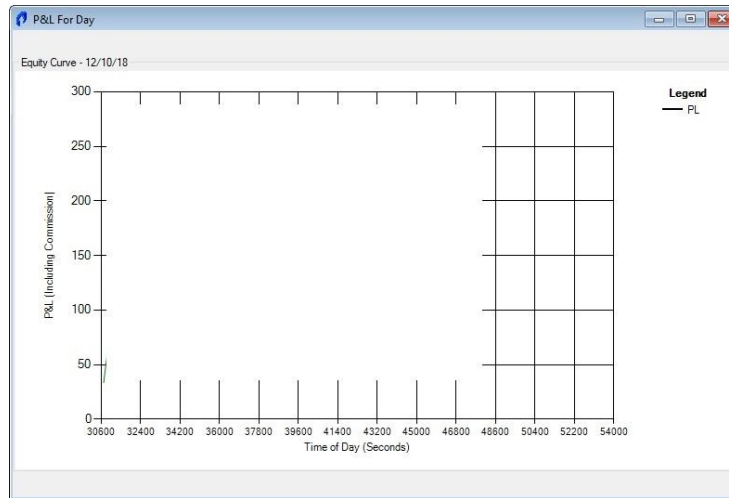 P&L For Day
Equity Curve - 12/10/18
Legend
PL
P&L (Including Commission)
300
250
200
150
100
50
0
30600 32400 34200 36000 37800 39600 41400 43200 45000 46800 48600 50400 52200 54000
Time of Day (Seconds)